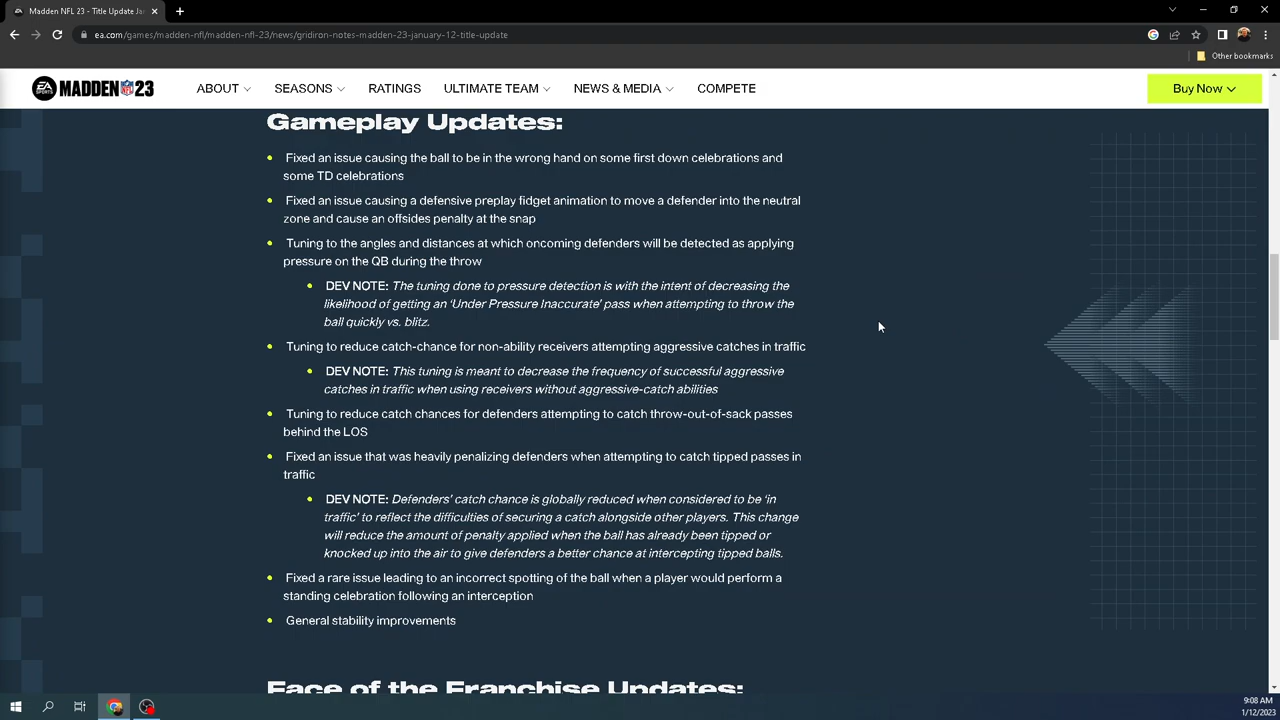 Madden NFL 23 - Title Update Ja
ea.com/games/madden-nfl/madden-nfl-23/news/gridiron-notes-madden-23-january-12-title-update
Other bookmarks
EA SPORTS MADDEN NFL 23 ABOUT SEASONS RATINGS ULTIMATE TEAM NEWS & MEDIA COMPETE Buy Now
Gameplay Updates:
Fixed an issue causing the ball to be in the wrong hand on some first down celebrations and
some TD celebrations
Fixed an issue causing a defensive preplay fidget animation to move a defender into the neutral
zone and cause an offsides penalty at the snap
Tuning to the angles and distances at which oncoming defenders will be detected as applying
pressure on the QB during the throw
DEV NOTE: The tuning done to pressure detection is with the intent of decreasing the
likelihood of getting an ‘Under Pressure Inaccurate’ pass when attempting to throw the
ball quickly vs. blitz.
Tuning to reduce catch-chance for non-ability receivers attempting aggressive catches in traffic
DEV NOTE: This tuning is meant to decrease the frequency of successful aggressive
catches in traffic when using receivers without aggressive-catch abilities
Tuning to reduce catch chances for defenders attempting to catch throw-out-of-sack passes
behind the LOS
Fixed an issue that was heavily penalizing defenders when attempting to catch tipped passes in
traffic
DEV NOTE: Defenders’ catch chance is globally reduced when considered to be ‘in
traffic’ to reflect the difficulties of securing a catch alongside other players. This change
will reduce the amount of penalty applied when the ball has already been tipped or
knocked up into the air to give defenders a better chance at intercepting tipped balls.
Fixed a rare issue leading to an incorrect spotting of the ball when a player would perform a
standing celebration following an interception
General stability improvements
Face of the Franchise Updates:
9:08 AM
1/12/2023